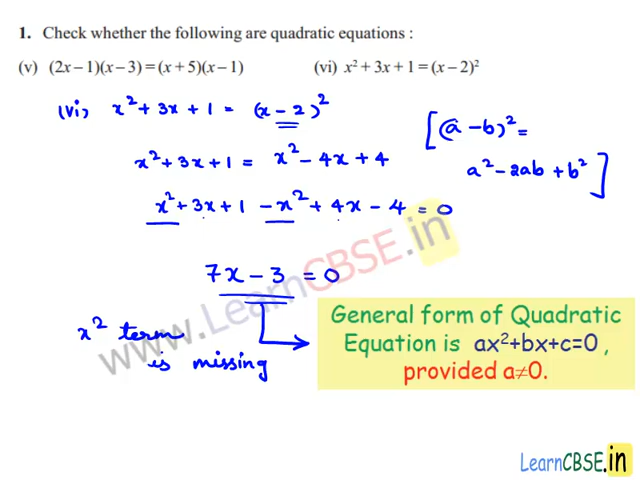 1. Check whether the following are quadratic equations :
(v) (2x – 1)(x – 3) = (x + 5)(x – 1) (vi) x² + 3x + 1 = (x – 2)²
(vi) x² + 3x + 1 = (x – 2)²
[(a – b)² =
a² – 2ab + b²]
x² + 3x + 1 = x² – 4x + 4
x² + 3x + 1 – x² + 4x – 4 = 0
7x – 3 = 0
x² term
is missing
General form of Quadratic
Equation is ax²+bx+c=0,
provided a≠0.
www.LearnCBSE.in
LearnCBSE.in